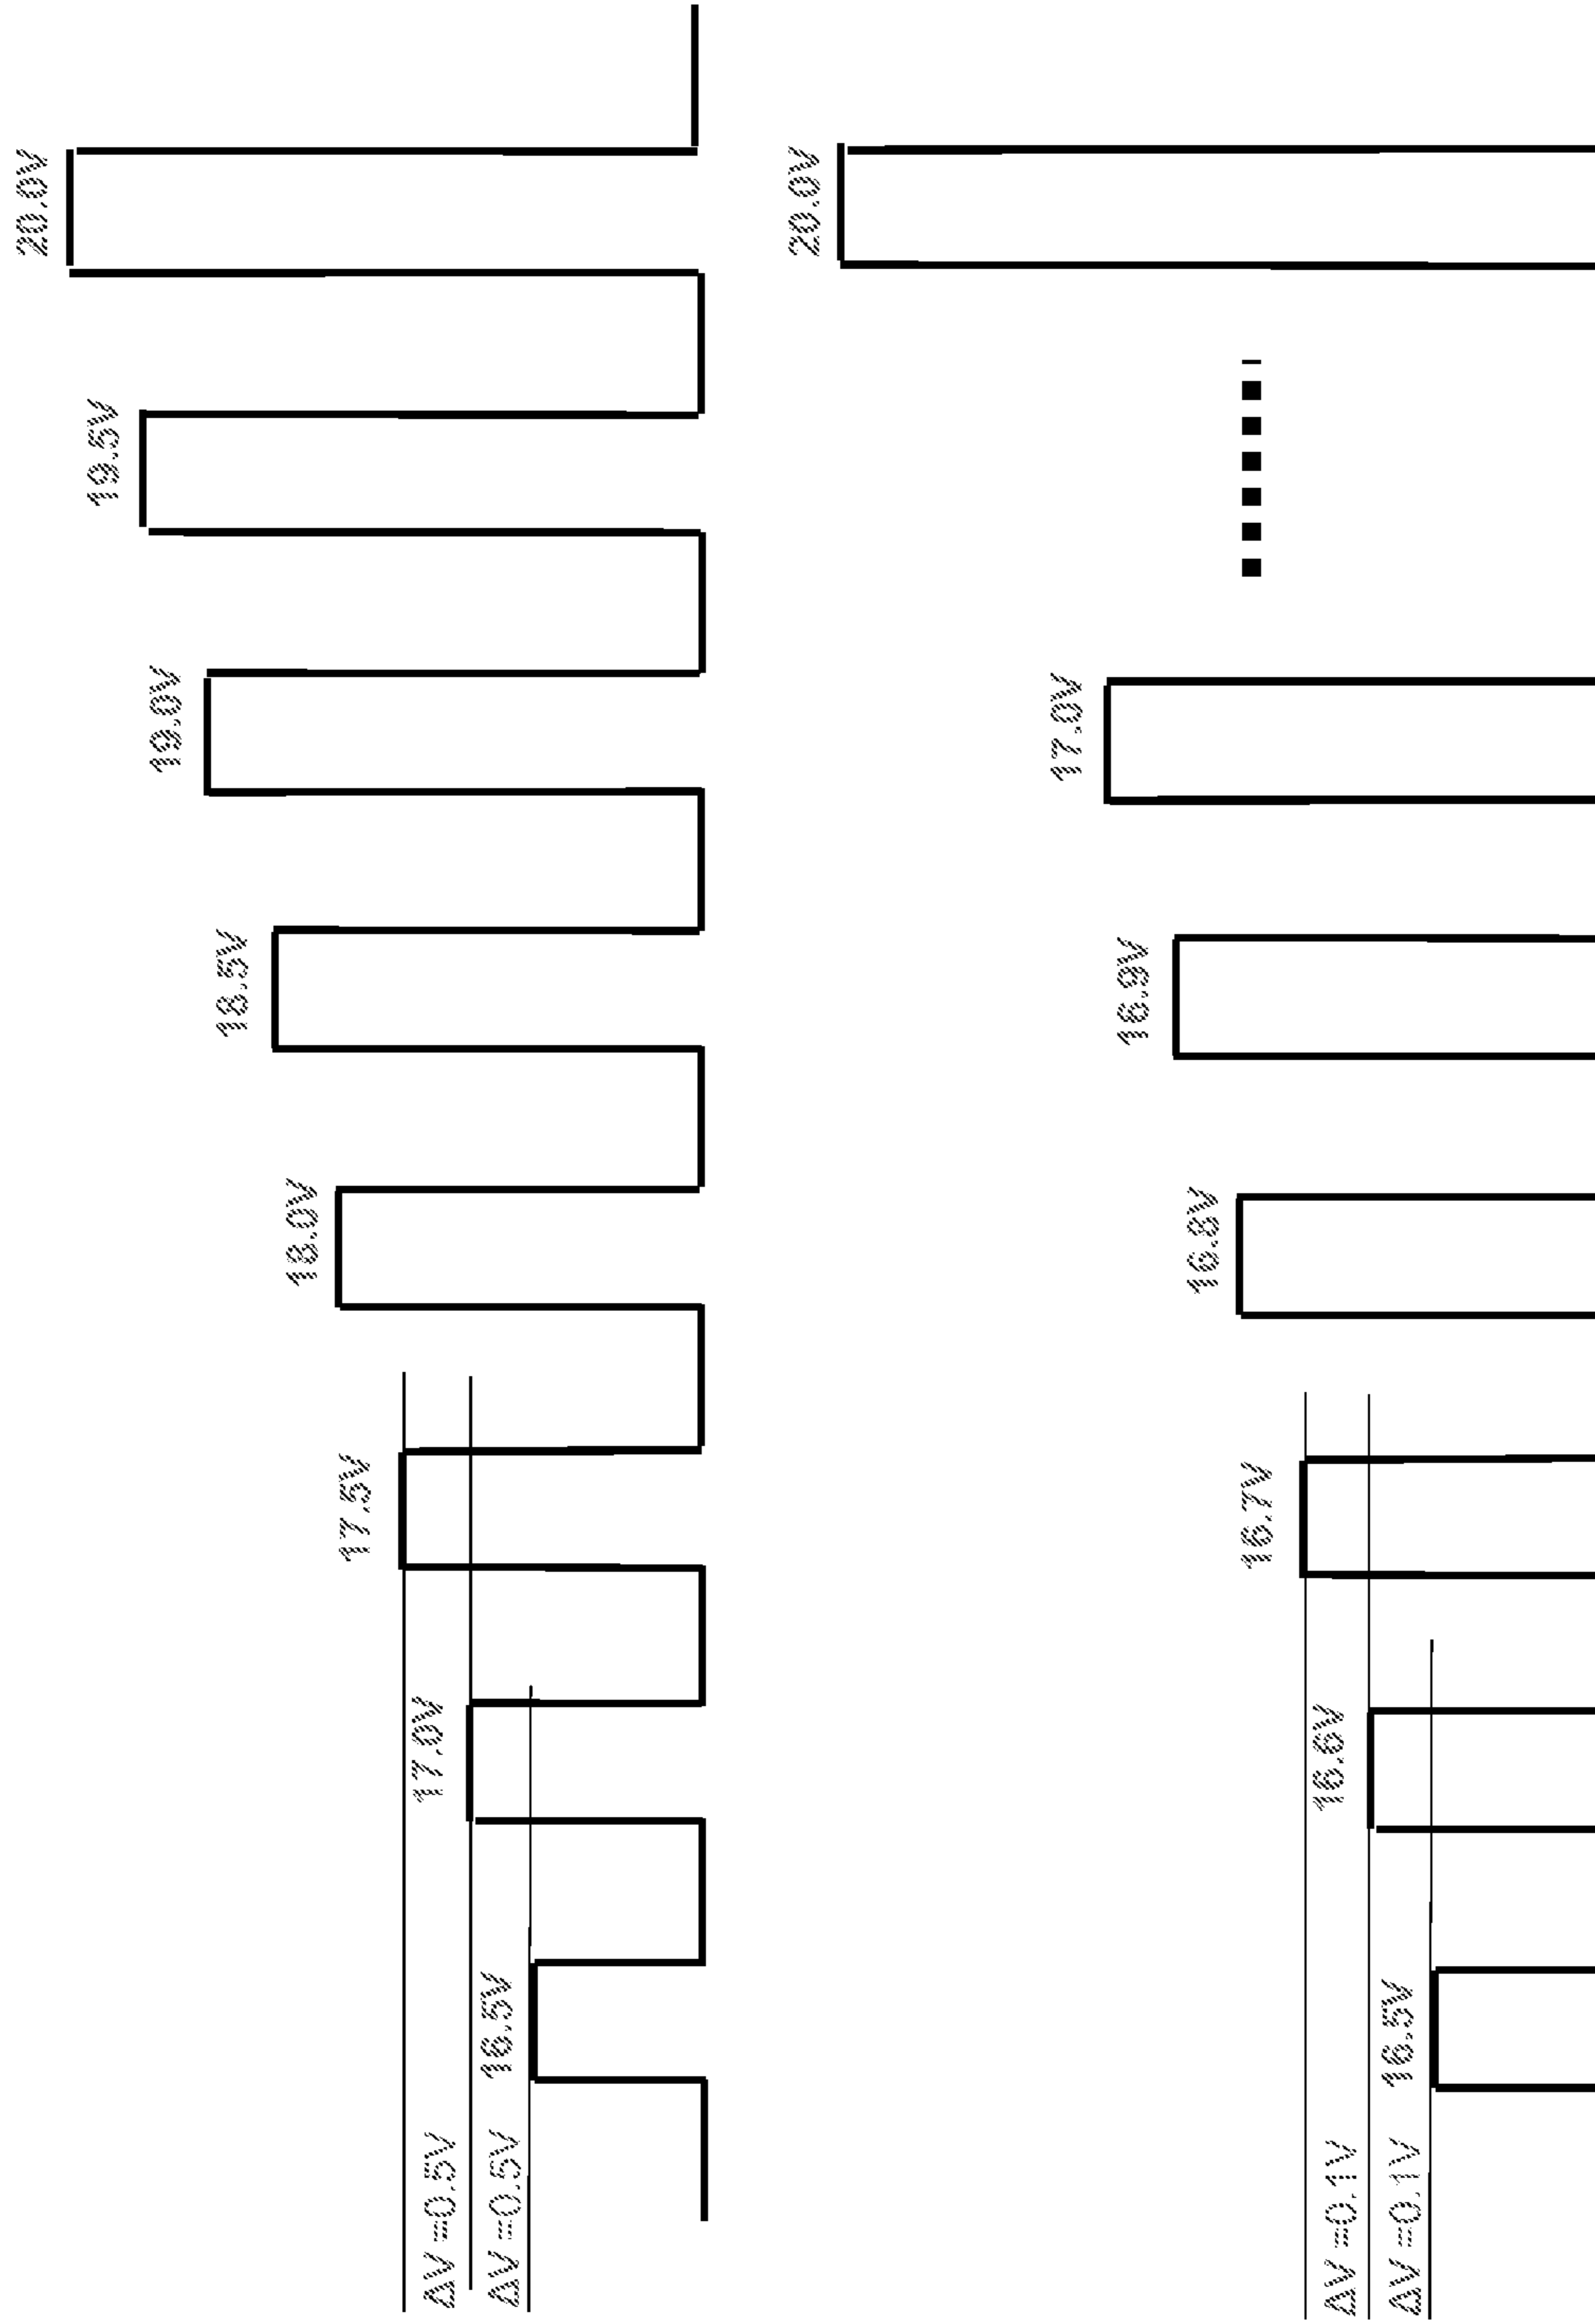 ΔV =0.5V
ΔV =0.5V
16.5V
17.0V
17.5V
18.0V
18.5V
19.0V
19.5V
20.0V
ΔV =0.1V
ΔV =0.1V
16.5V
16.6V
16.7V
16.8V
16.9V
17.0V
20.0V